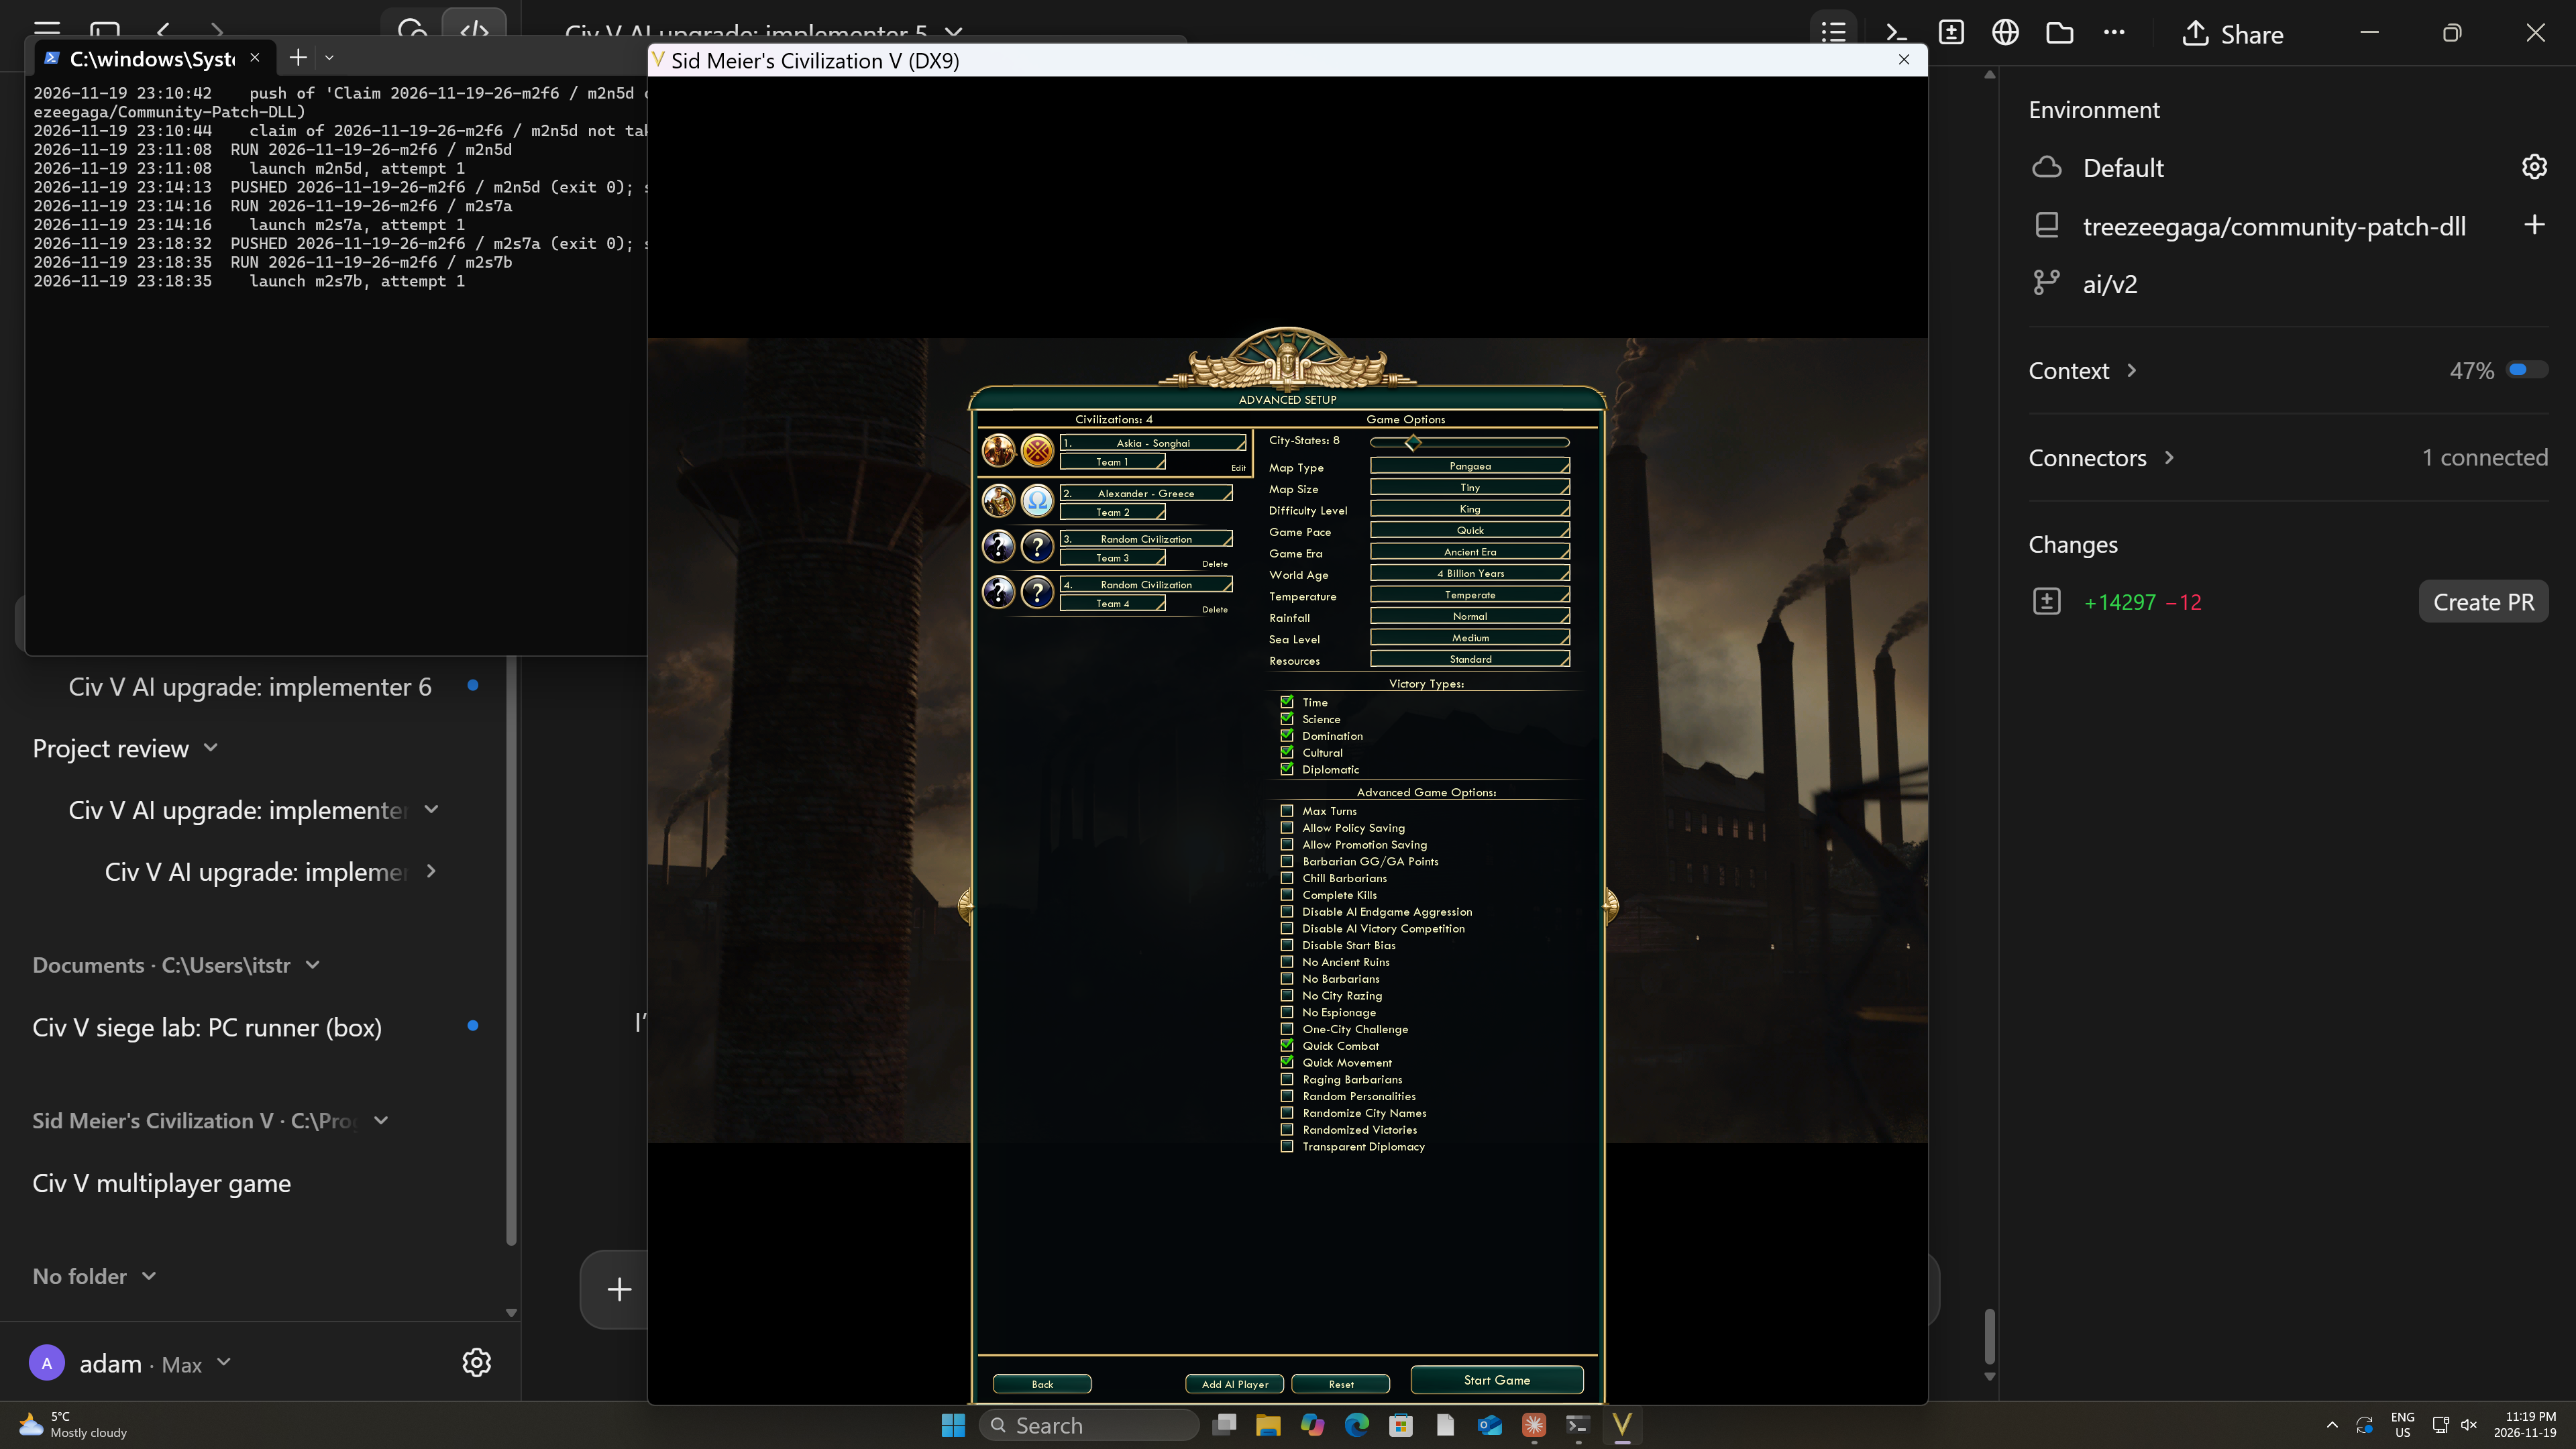 Civ V AI upgrade: implementer 5
Share
C:\windows\Syst
2026-11-19 23:10:42    push of 'Claim 2026-11-19-26-m2f6 / m2n5d
ezeegaga/Community-Patch-DLL)
2026-11-19 23:10:44    claim of 2026-11-19-26-m2f6 / m2n5d not tak
2026-11-19 23:11:08  RUN 2026-11-19-26-m2f6 / m2n5d
2026-11-19 23:11:08    launch m2n5d, attempt 1
2026-11-19 23:14:13  PUSHED 2026-11-19-26-m2f6 / m2n5d (exit 0);
2026-11-19 23:14:16  RUN 2026-11-19-26-m2f6 / m2s7a
2026-11-19 23:14:16    launch m2s7a, attempt 1
2026-11-19 23:18:32  PUSHED 2026-11-19-26-m2f6 / m2s7a (exit 0);
2026-11-19 23:18:35  RUN 2026-11-19-26-m2f6 / m2s7b
2026-11-19 23:18:35    launch m2s7b, attempt 1
Civ V AI upgrade: implementer 6
Project review
Civ V AI upgrade: implementer
Civ V AI upgrade: implemen
Documents · C:\Users\itstr
Civ V siege lab: PC runner (box)
Sid Meier's Civilization V · C:\Prog
Civ V multiplayer game
No folder
A
adam · Max
I'
Sid Meier's Civilization V (DX9)
ADVANCED SETUP
Civilizations: 4
1. Askia - Songhai
Team 1
Edit
2. Alexander - Greece
Team 2
3. Random Civilization
Team 3
Delete
4. Random Civilization
Team 4
Delete
Game Options
City-States: 8
Map Type Pangaea
Map Size Tiny
Difficulty Level King
Game Pace Quick
Game Era Ancient Era
World Age 4 Billion Years
Temperature Temperate
Rainfall Normal
Sea Level Medium
Resources Standard
Victory Types:
Time
Science
Domination
Cultural
Diplomatic
Advanced Game Options:
Max Turns
Allow Policy Saving
Allow Promotion Saving
Barbarian GG/GA Points
Chill Barbarians
Complete Kills
Disable AI Endgame Aggression
Disable AI Victory Competition
Disable Start Bias
No Ancient Ruins
No Barbarians
No City Razing
No Espionage
One-City Challenge
Quick Combat
Quick Movement
Raging Barbarians
Random Personalities
Randomize City Names
Randomized Victories
Transparent Diplomacy
Back
Add AI Player
Reset
Start Game
Environment
Default
treezeegaga/community-patch-dll
ai/v2
Context 47%
Connectors 1 connected
Changes
+14297 −12
Create PR
5°C
Mostly cloudy
Search
ENG
US
11:19 PM
2026-11-19